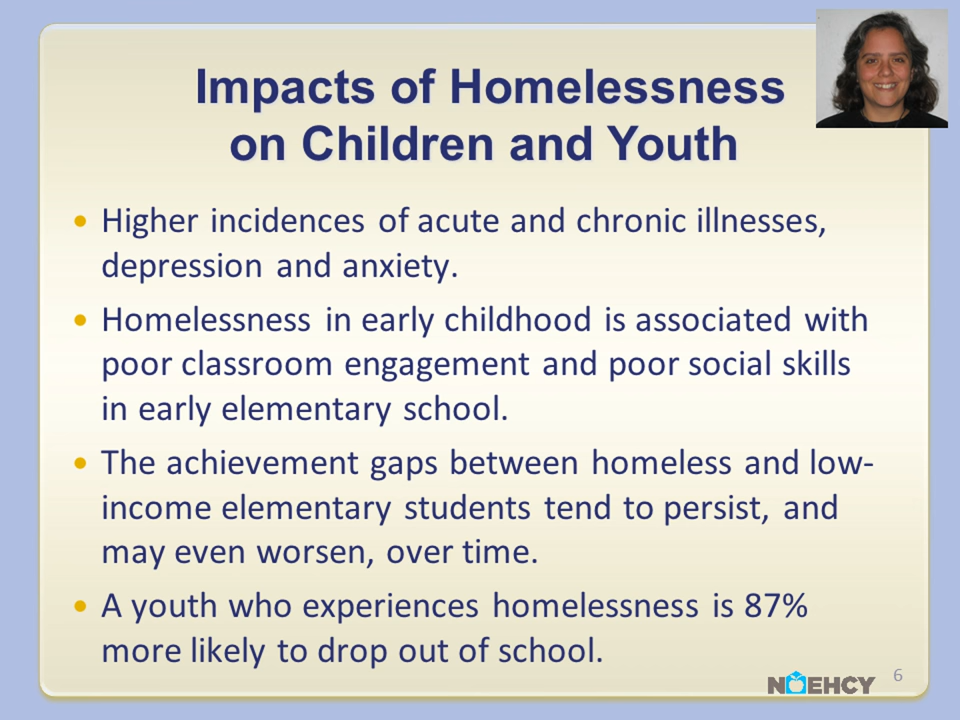 Impacts of Homelessness
on Children and Youth
• Higher incidences of acute and chronic illnesses,
depression and anxiety.
• Homelessness in early childhood is associated with
poor classroom engagement and poor social skills
in early elementary school.
• The achievement gaps between homeless and low-
income elementary students tend to persist, and
may even worsen, over time.
• A youth who experiences homelessness is 87%
more likely to drop out of school.
NAEHCY
6